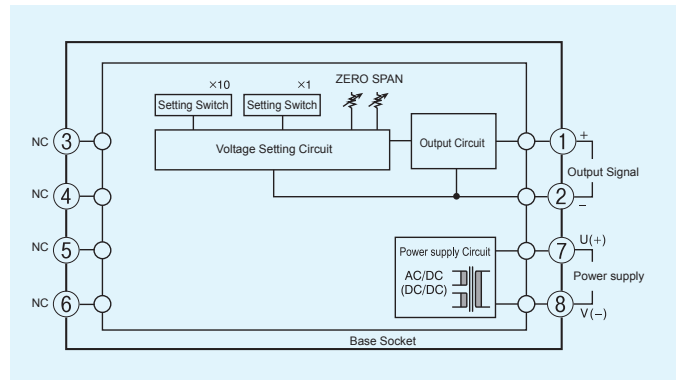 ×10
×1
ZERO SPAN
Setting Switch
Setting Switch
Voltage Setting Circuit
Output Circuit
NC 3
1 +
Output Signal
NC 4
2 −
NC 5
7 U(+)
Power supply Circuit
AC/DC
(DC/DC)
Power supply
NC 6
8 V(−)
Base Socket